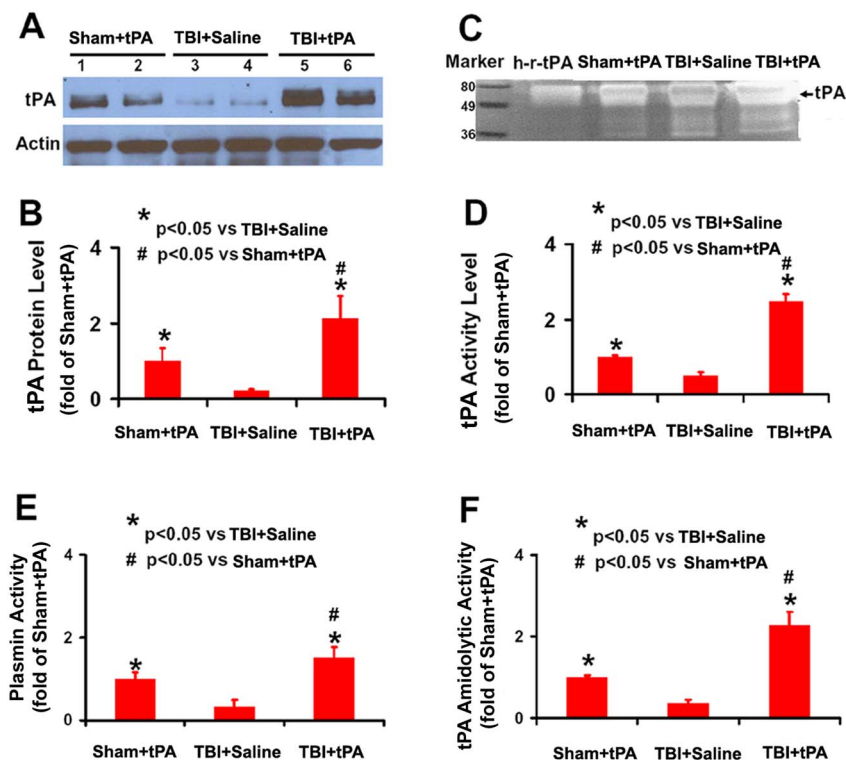 A
Sham+tPA TBI+Saline TBI+tPA
1 2 3 4 5 6
tPA
Actin
C
Marker h-r-tPA Sham+tPA TBI+Saline TBI+tPA
80
49
36
tPA
B
* p<0.05 vs TBI+Saline
# p<0.05 vs Sham+tPA
tPA Protein Level
(fold of Sham+tPA)
4
2
0
*
#
*
Sham+tPA TBI+Saline TBI+tPA
D
* p<0.05 vs TBI+Saline
# p<0.05 vs Sham+tPA
tPA Activity Level
(fold of Sham+tPA)
4
2
0
*
#
*
Sham+tPA TBI+Saline TBI+tPA
E
* p<0.05 vs TBI+Saline
# p<0.05 vs Sham+tPA
Plasmin Activity
(fold of Sham+tPA)
4
2
0
*
#
*
Sham+tPA TBI+Saline TBI+tPA
F
* p<0.05 vs TBI+Saline
# p<0.05 vs Sham+tPA
tPA Amidolytic Activity
(fold of Sham+tPA)
4
2
0
*
#
*
Sham+tPA TBI+Saline TBI+tPA